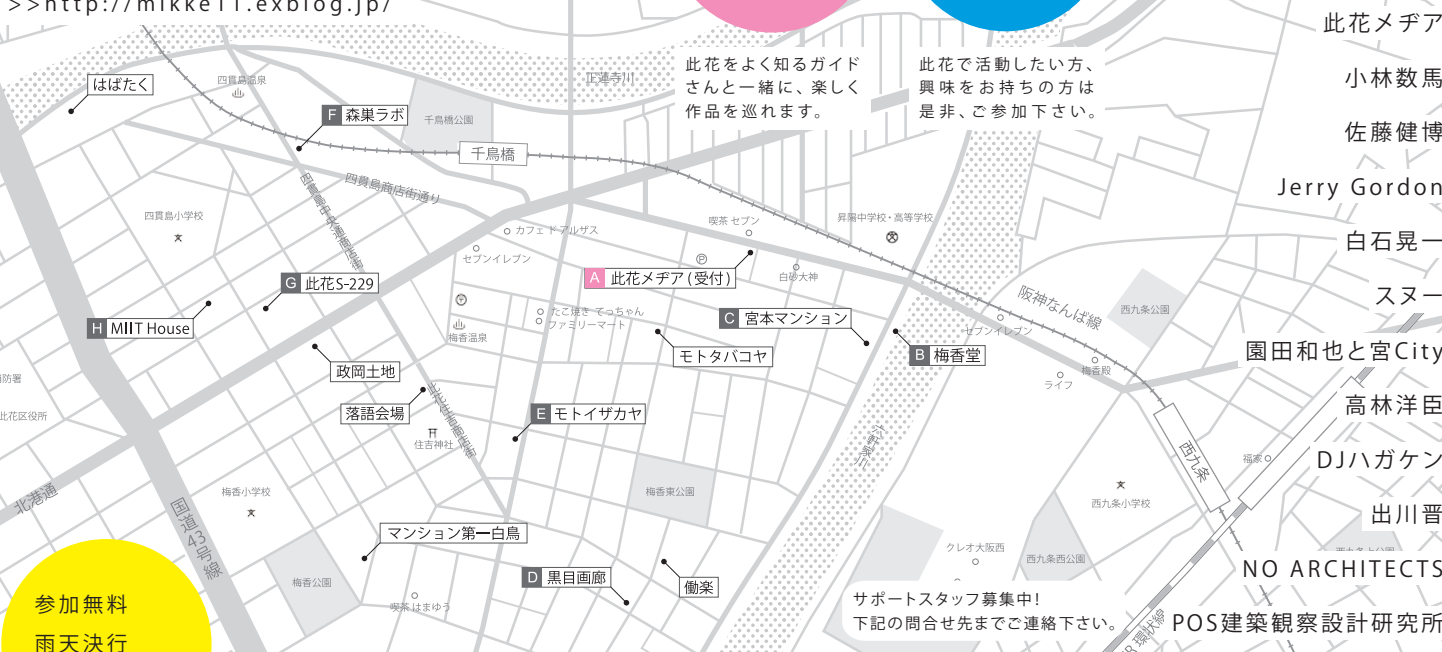 >>http://mikke11.exblog.jp/
此花をよく知るガイド
さんと一緒に、楽しく
作品を巡れます。
此花で活動したい方、
興味をお持ちの方は
是非、ご参加下さい。
此花メヂア
小林数馬
佐藤健博
Jerry Gordon
白石晃一
スヌー
園田和也と宮City
高林洋臣
DJハガケン
出川晋
NO ARCHITECTS
POS建築観察設計研究所
はばたく
四貫島温泉
正蓮寺川
F 森巣ラボ
千鳥橋公園
千鳥橋
四貫島商店街通り
四貫島中央通商店街
四貫島小学校
カフェ ド アルザス
セブンイレブン
喫茶 セブン
昇陽中学校・高等学校
A 此花メヂア (受付)
白砂大神
G 此花S-229
H MIIT House
たこ焼き てっちゃん
ファミリーマート
梅香温泉
C 宮本マンション
モトタバコヤ
B 梅香堂
阪神なんば線
セブンイレブン
西九条公園
梅香殿
ライフ
政岡土地
落語会場
E モトイザカヤ
住吉神社
此花住吉商店街
防署
此花区役所
六軒家川
西九条
福家
北港通
梅香小学校
国道43号線
梅香東公園
西九条小学校
マンション第一白鳥
梅香公園
喫茶 はまゆう
D 黒目画廊
働楽
クレオ大阪西
西九条西公園
サポートスタッフ募集中!
下記の問合せ先までご連絡下さい。
JR 環状線
参加無料
雨天決行